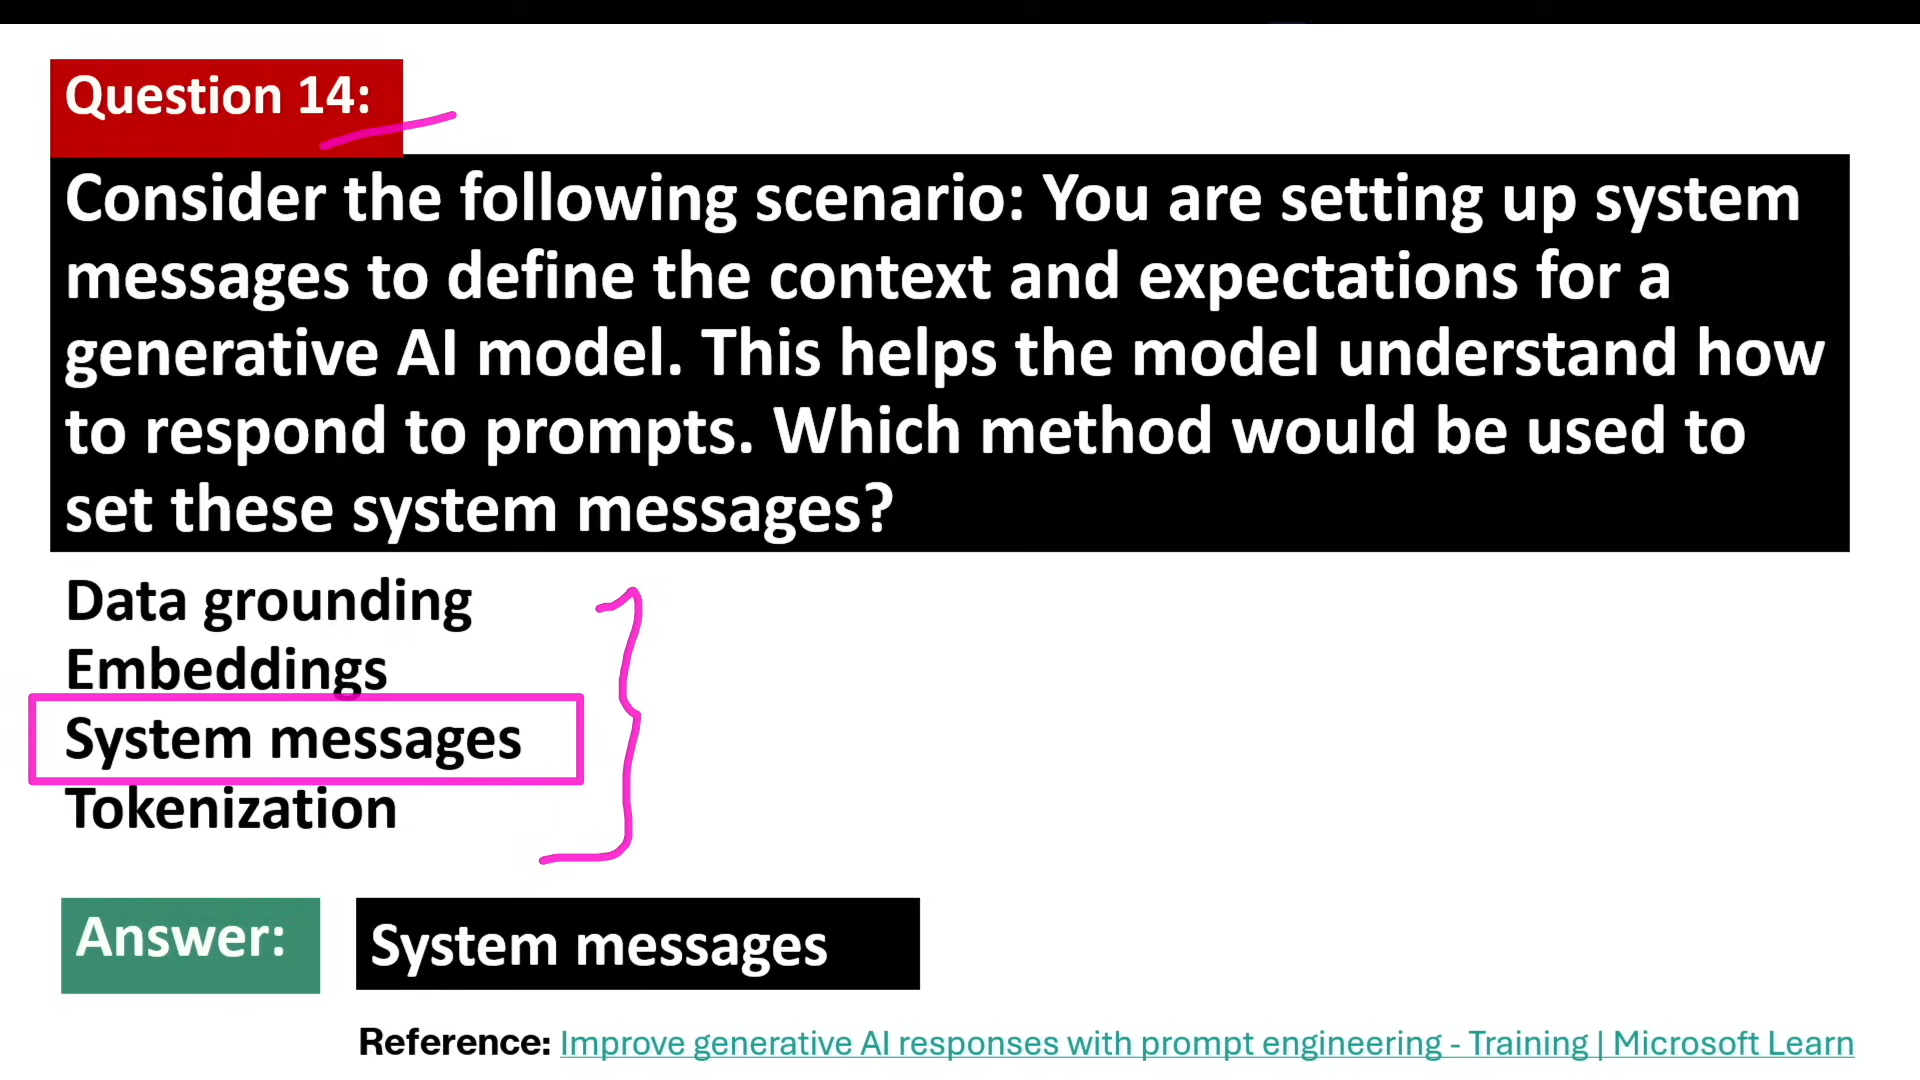 Question 14:
Consider the following scenario: You are setting up system
messages to define the context and expectations for a
generative AI model. This helps the model understand how
to respond to prompts. Which method would be used to
set these system messages?
Data grounding
Embeddings
System messages
Tokenization
Answer:
System messages
Reference: Improve generative AI responses with prompt engineering - Training | Microsoft Learn